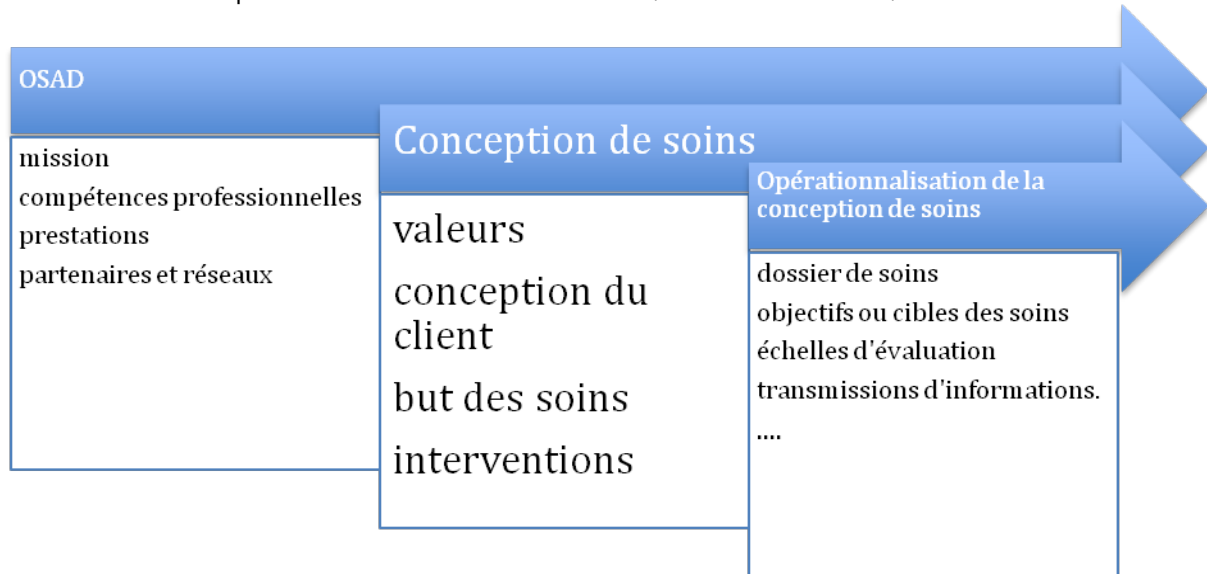 OSAD
mission
compétences professionnelles
prestations
partenaires et réseaux
Conception de soins
valeurs
conception du
client
but des soins
interventions
Opérationnalisation de la
conception de soins
dossier de soins
objectifs ou cibles des soins
échelles d'évaluation
transmissions d'informations.
....